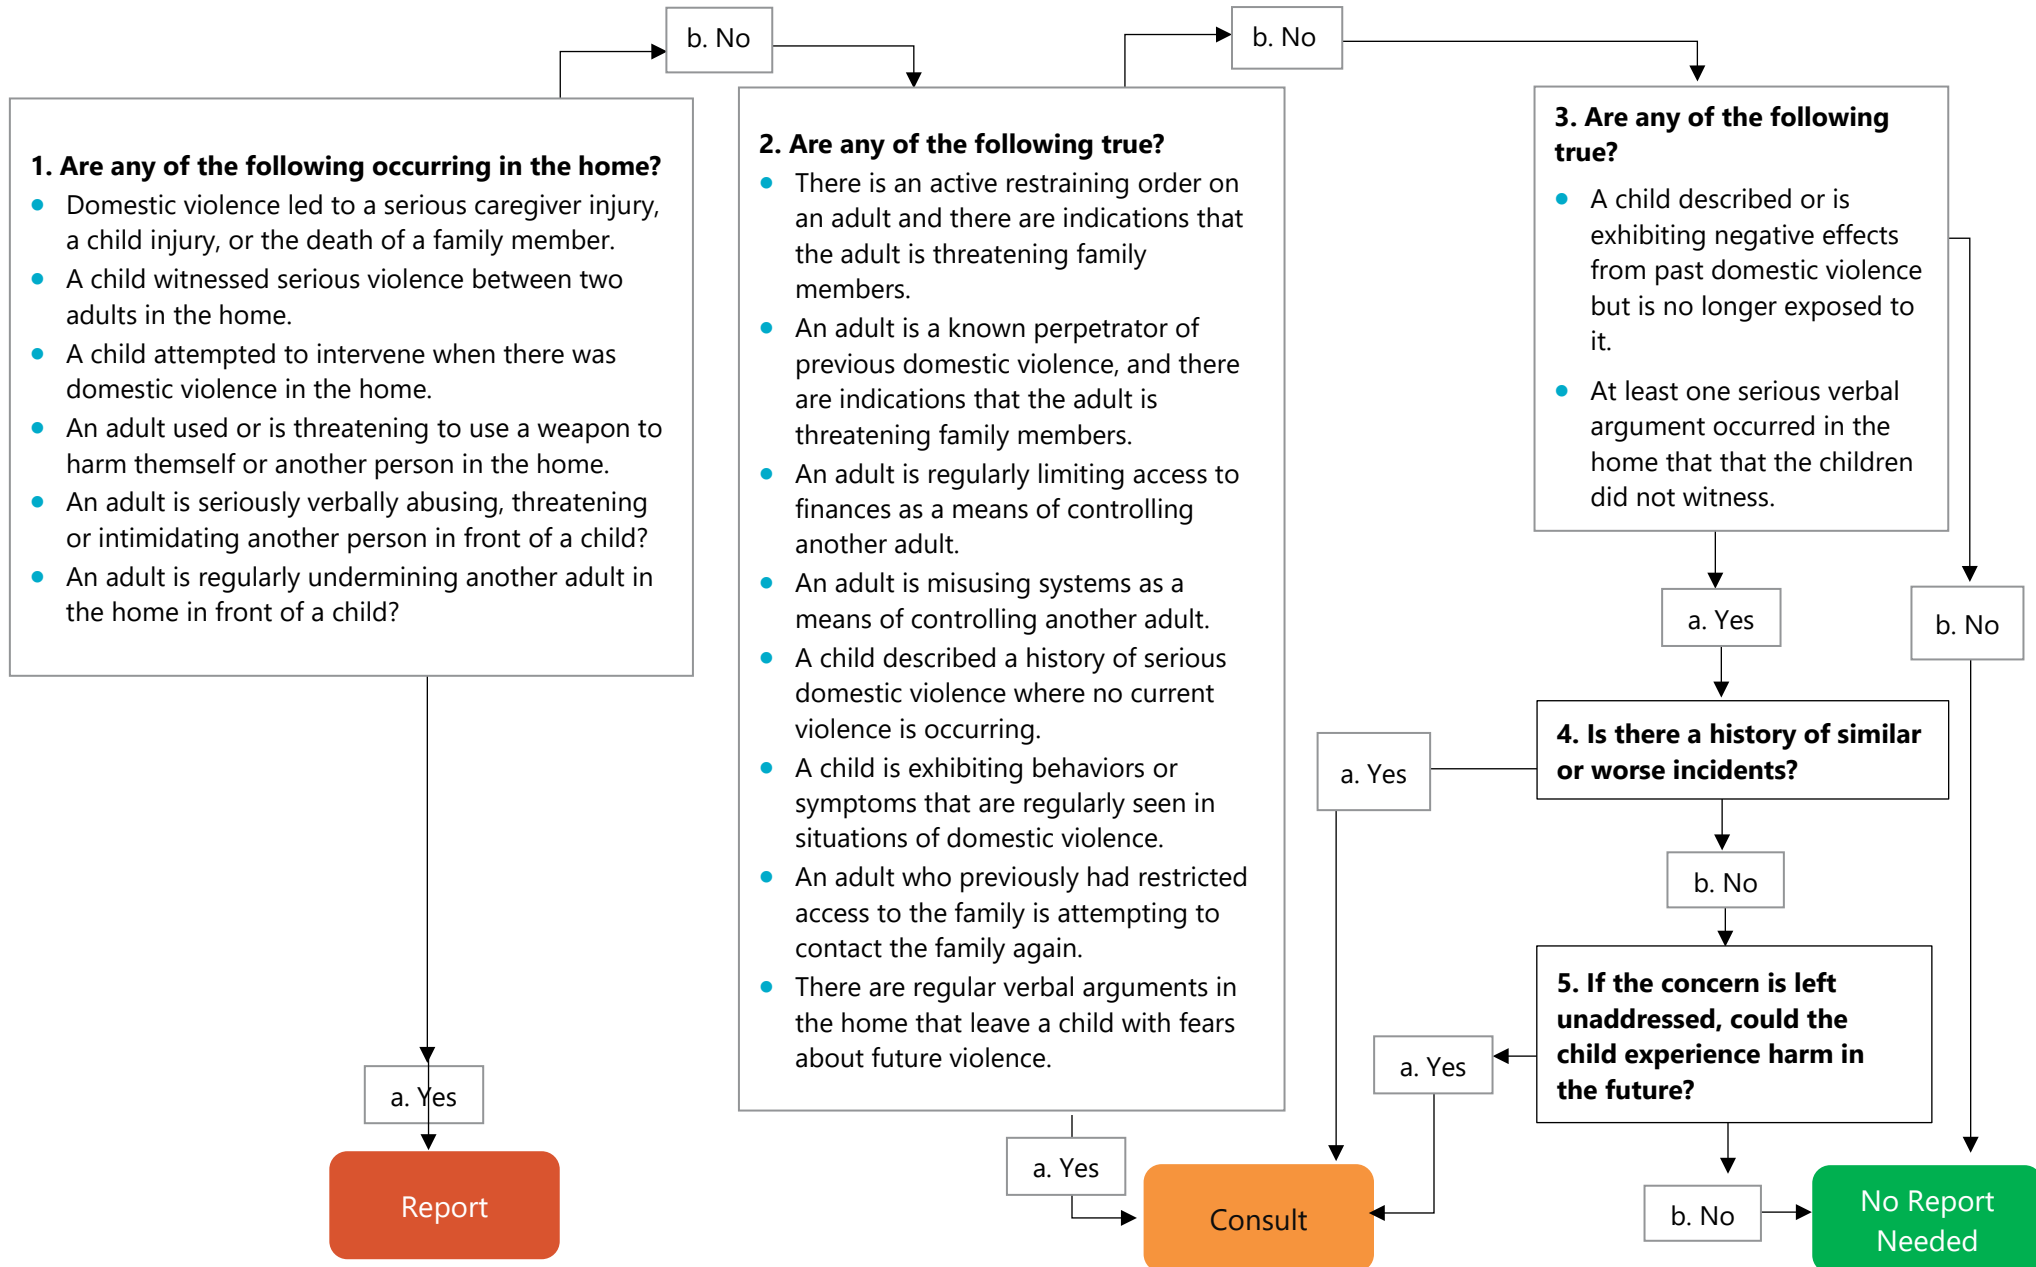 b. No
b. No
1. Are any of the following occurring in the home?
• Domestic violence led to a serious caregiver injury,
a child injury, or the death of a family member.
• A child witnessed serious violence between two
adults in the home.
• A child attempted to intervene when there was
domestic violence in the home.
• An adult used or is threatening to use a weapon to
harm themself or another person in the home.
• An adult is seriously verbally abusing, threatening
or intimidating another person in front of a child?
• An adult is regularly undermining another adult in
the home in front of a child?
a. Yes
Report
2. Are any of the following true?
• There is an active restraining order on
an adult and there are indications that
the adult is threatening family
members.
• An adult is a known perpetrator of
previous domestic violence, and there
are indications that the adult is
threatening family members.
• An adult is regularly limiting access to
finances as a means of controlling
another adult.
• An adult is misusing systems as a
means of controlling another adult.
• A child described a history of serious
domestic violence where no current
violence is occurring.
• A child is exhibiting behaviors or
symptoms that are regularly seen in
situations of domestic violence.
• An adult who previously had restricted
access to the family is attempting to
contact the family again.
• There are regular verbal arguments in
the home that leave a child with fears
about future violence.
a. Yes
Consult
3. Are any of the following
true?
• A child described or is
exhibiting negative effects
from past domestic violence
but is no longer exposed to
it.
• At least one serious verbal
argument occurred in the
home that that the children
did not witness.
a. Yes
b. No
4. Is there a history of similar
or worse incidents?
a. Yes
b. No
5. If the concern is left
unaddressed, could the
child experience harm in
the future?
a. Yes
b. No
No Report
Needed